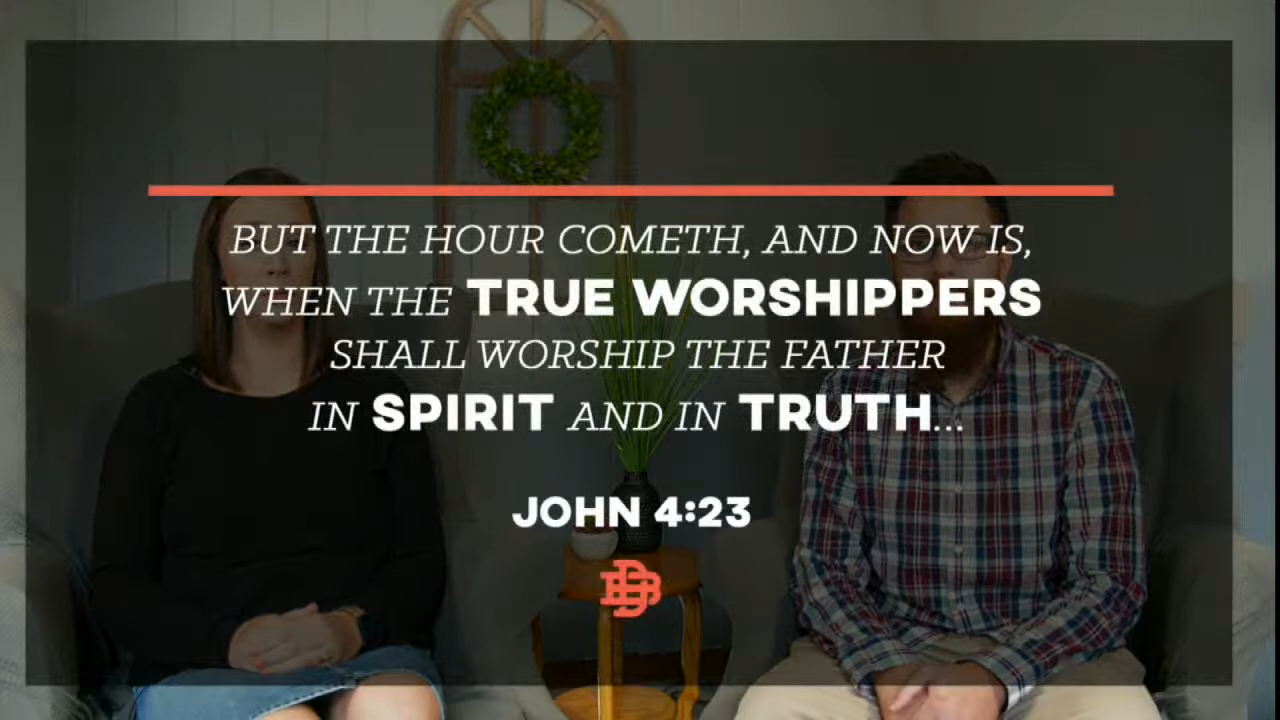 BUT THE HOUR COMETH, AND NOW IS,
WHEN THE TRUE WORSHIPPERS
SHALL WORSHIP THE FATHER
IN SPIRIT AND IN TRUTH...
JOHN 4:23